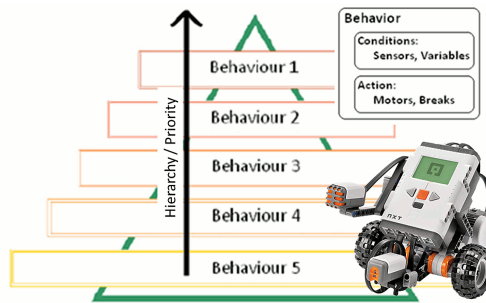 Behavior
Conditions:
Sensors, Variables
Action:
Motors, Breaks
Hierarchy / Priority
Behaviour 1
Behaviour 2
Behaviour 3
Behaviour 4
Behaviour 5
NXT